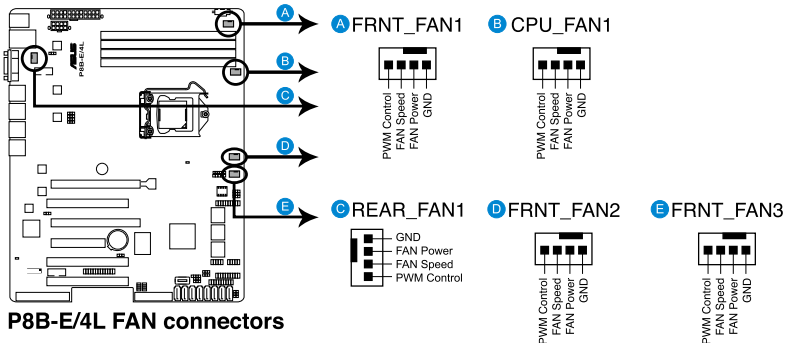 A
B
C
D
E
ASUS
P8B-E/4L
A FRNT_FAN1
PWM Control
FAN Speed
FAN Power
GND
B CPU_FAN1
PWM Control
FAN Speed
FAN Power
GND
C REAR_FAN1
GND
FAN Power
FAN Speed
PWM Control
D FRNT_FAN2
PWM Control
FAN Speed
FAN Power
GND
E FRNT_FAN3
PWM Control
FAN Speed
FAN Power
GND
P8B-E/4L FAN connectors